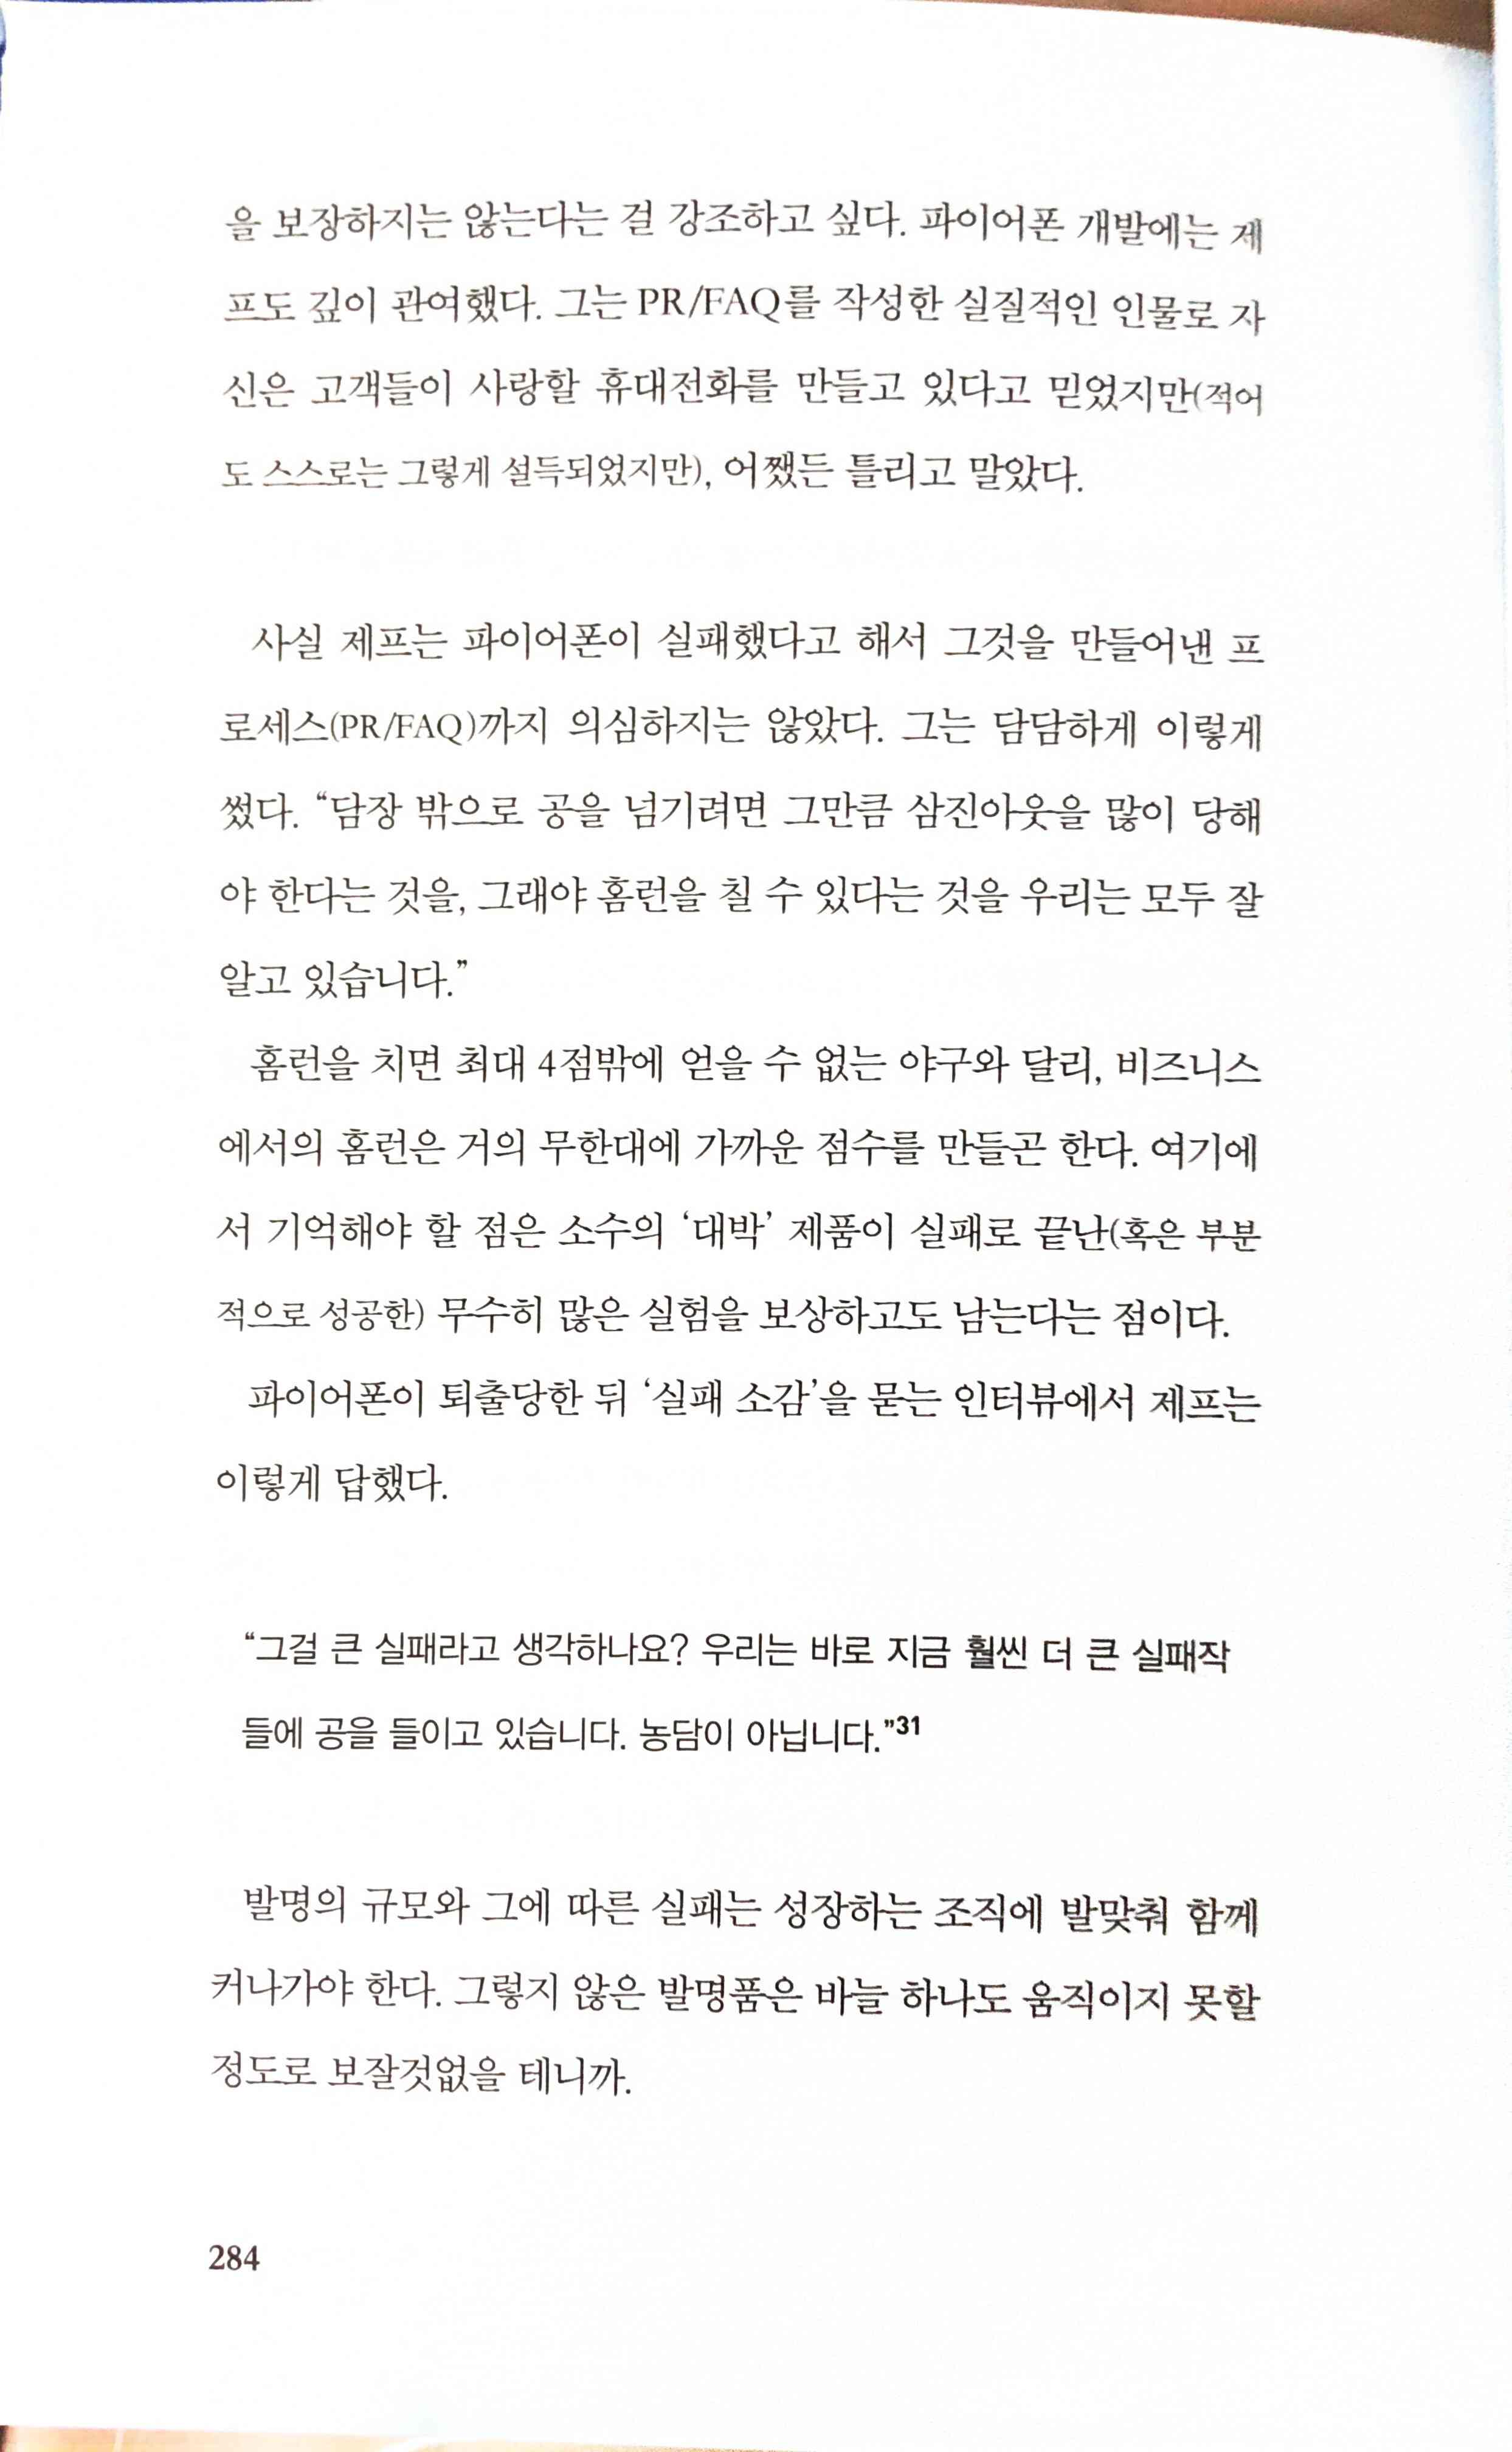 을 보장하지는 않는다는 걸 강조하고 싶다. 파이어폰 개발에는 제
프도 깊이 관여했다. 그는 PR/FAQ를 작성한 실질적인 인물로 자
신은 고객들이 사랑할 휴대전화를 만들고 있다고 믿었지만(적어
도 스스로는 그렇게 설득되었지만), 어쨌든 틀리고 말았다.
사실 제프는 파이어폰이 실패했다고 해서 그것을 만들어낸 프
로세스(PR/FAQ)까지 의심하지는 않았다. 그는 담담하게 이렇게
썼다. “담장 밖으로 공을 넘기려면 그만큼 삼진아웃을 많이 당해
야 한다는 것을, 그래야 홈런을 칠 수 있다는 것을 우리는 모두 잘
알고 있습니다.”
홈런을 치면 최대 4점밖에 얻을 수 없는 야구와 달리, 비즈니스
에서의 홈런은 거의 무한대에 가까운 점수를 만들곤 한다. 여기에
서 기억해야 할 점은 소수의 ‘대박’ 제품이 실패로 끝난(혹은 부분
적으로 성공한) 무수히 많은 실험을 보상하고도 남는다는 점이다.
파이어폰이 퇴출당한 뒤 ‘실패 소감’을 묻는 인터뷰에서 제프는
이렇게 답했다.
“그걸 큰 실패라고 생각하나요? 우리는 바로 지금 훨씬 더 큰 실패작
들에 공을 들이고 있습니다. 농담이 아닙니다.”31
발명의 규모와 그에 따른 실패는 성장하는 조직에 발맞춰 함께
커나가야 한다. 그렇지 않은 발명품은 바늘 하나도 움직이지 못할
정도로 보잘것없을 테니까.
284